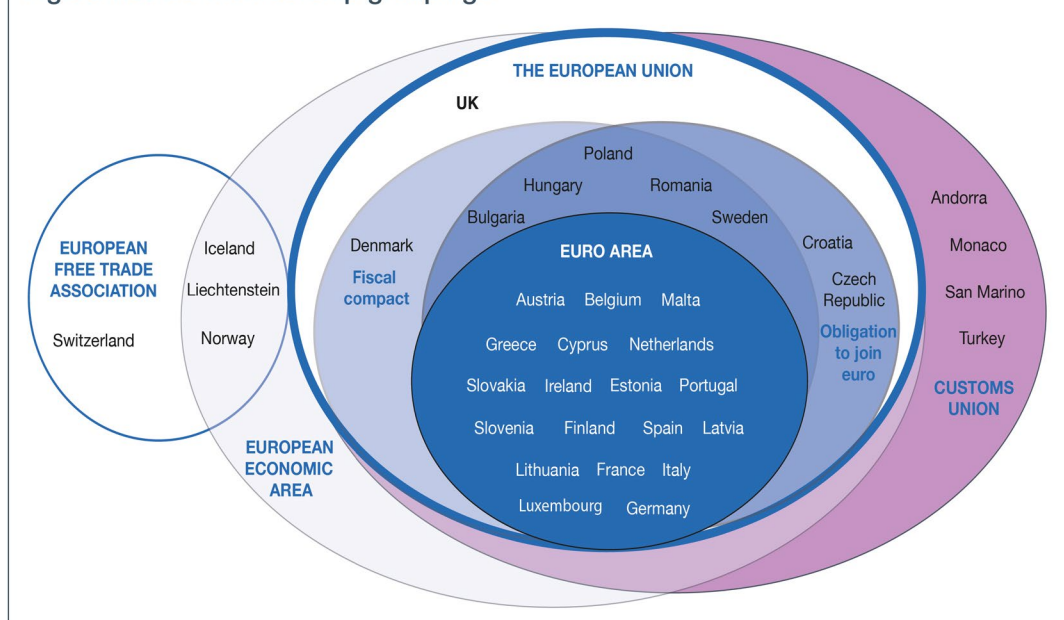 THE EUROPEAN UNION
UK
Poland
Hungary Romania
Bulgaria Sweden
Denmark
Fiscal
compact
Croatia
Czech
Republic
Obligation
to join
euro
EURO AREA
Austria Belgium Malta
Greece Cyprus Netherlands
Slovakia Ireland Estonia Portugal
Slovenia Finland Spain Latvia
Lithuania France Italy
Luxembourg Germany
EUROPEAN
FREE TRADE
ASSOCIATION
Switzerland
Iceland
Liechtenstein
Norway
EUROPEAN
ECONOMIC
AREA
Andorra
Monaco
San Marino
Turkey
CUSTOMS
UNION